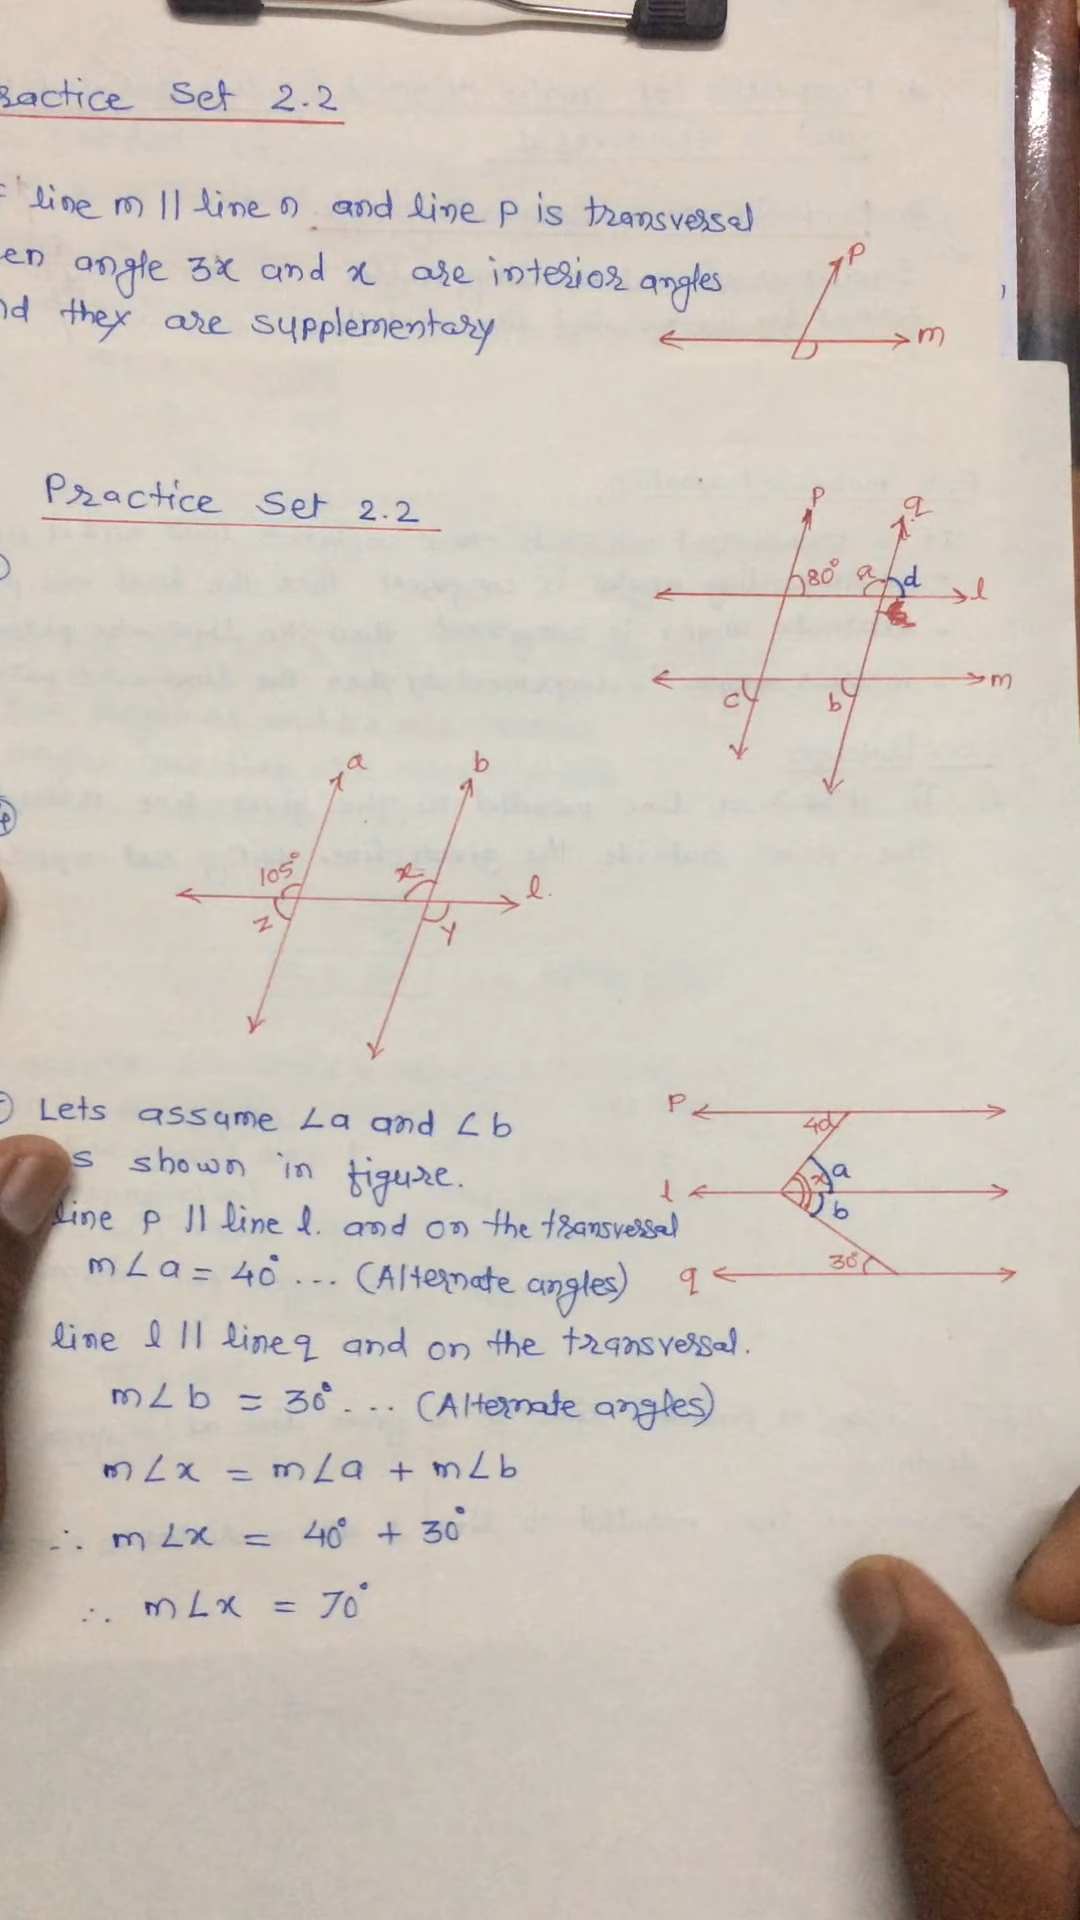 ractice Set 2.2
line m || line n and line p is transversal
en angle 3x and x are interior angles
nd they are supplementary
p
m
Practice Set 2.2
p
q
80°
a
d
l
m
c
b
a
b
105°
x
l.
z
y
Lets assume ∠a and ∠b
s shown in figure.
line p || line l. and on the transversal
m∠a = 40° ... (Alternate angles)
line l || line q and on the transversal.
m∠b = 30° ... (Alternate angles)
m∠x = m∠a + m∠b
∴ m∠x = 40° + 30°
∴ m∠x = 70°
p
40
a
x
l
b
30°
q